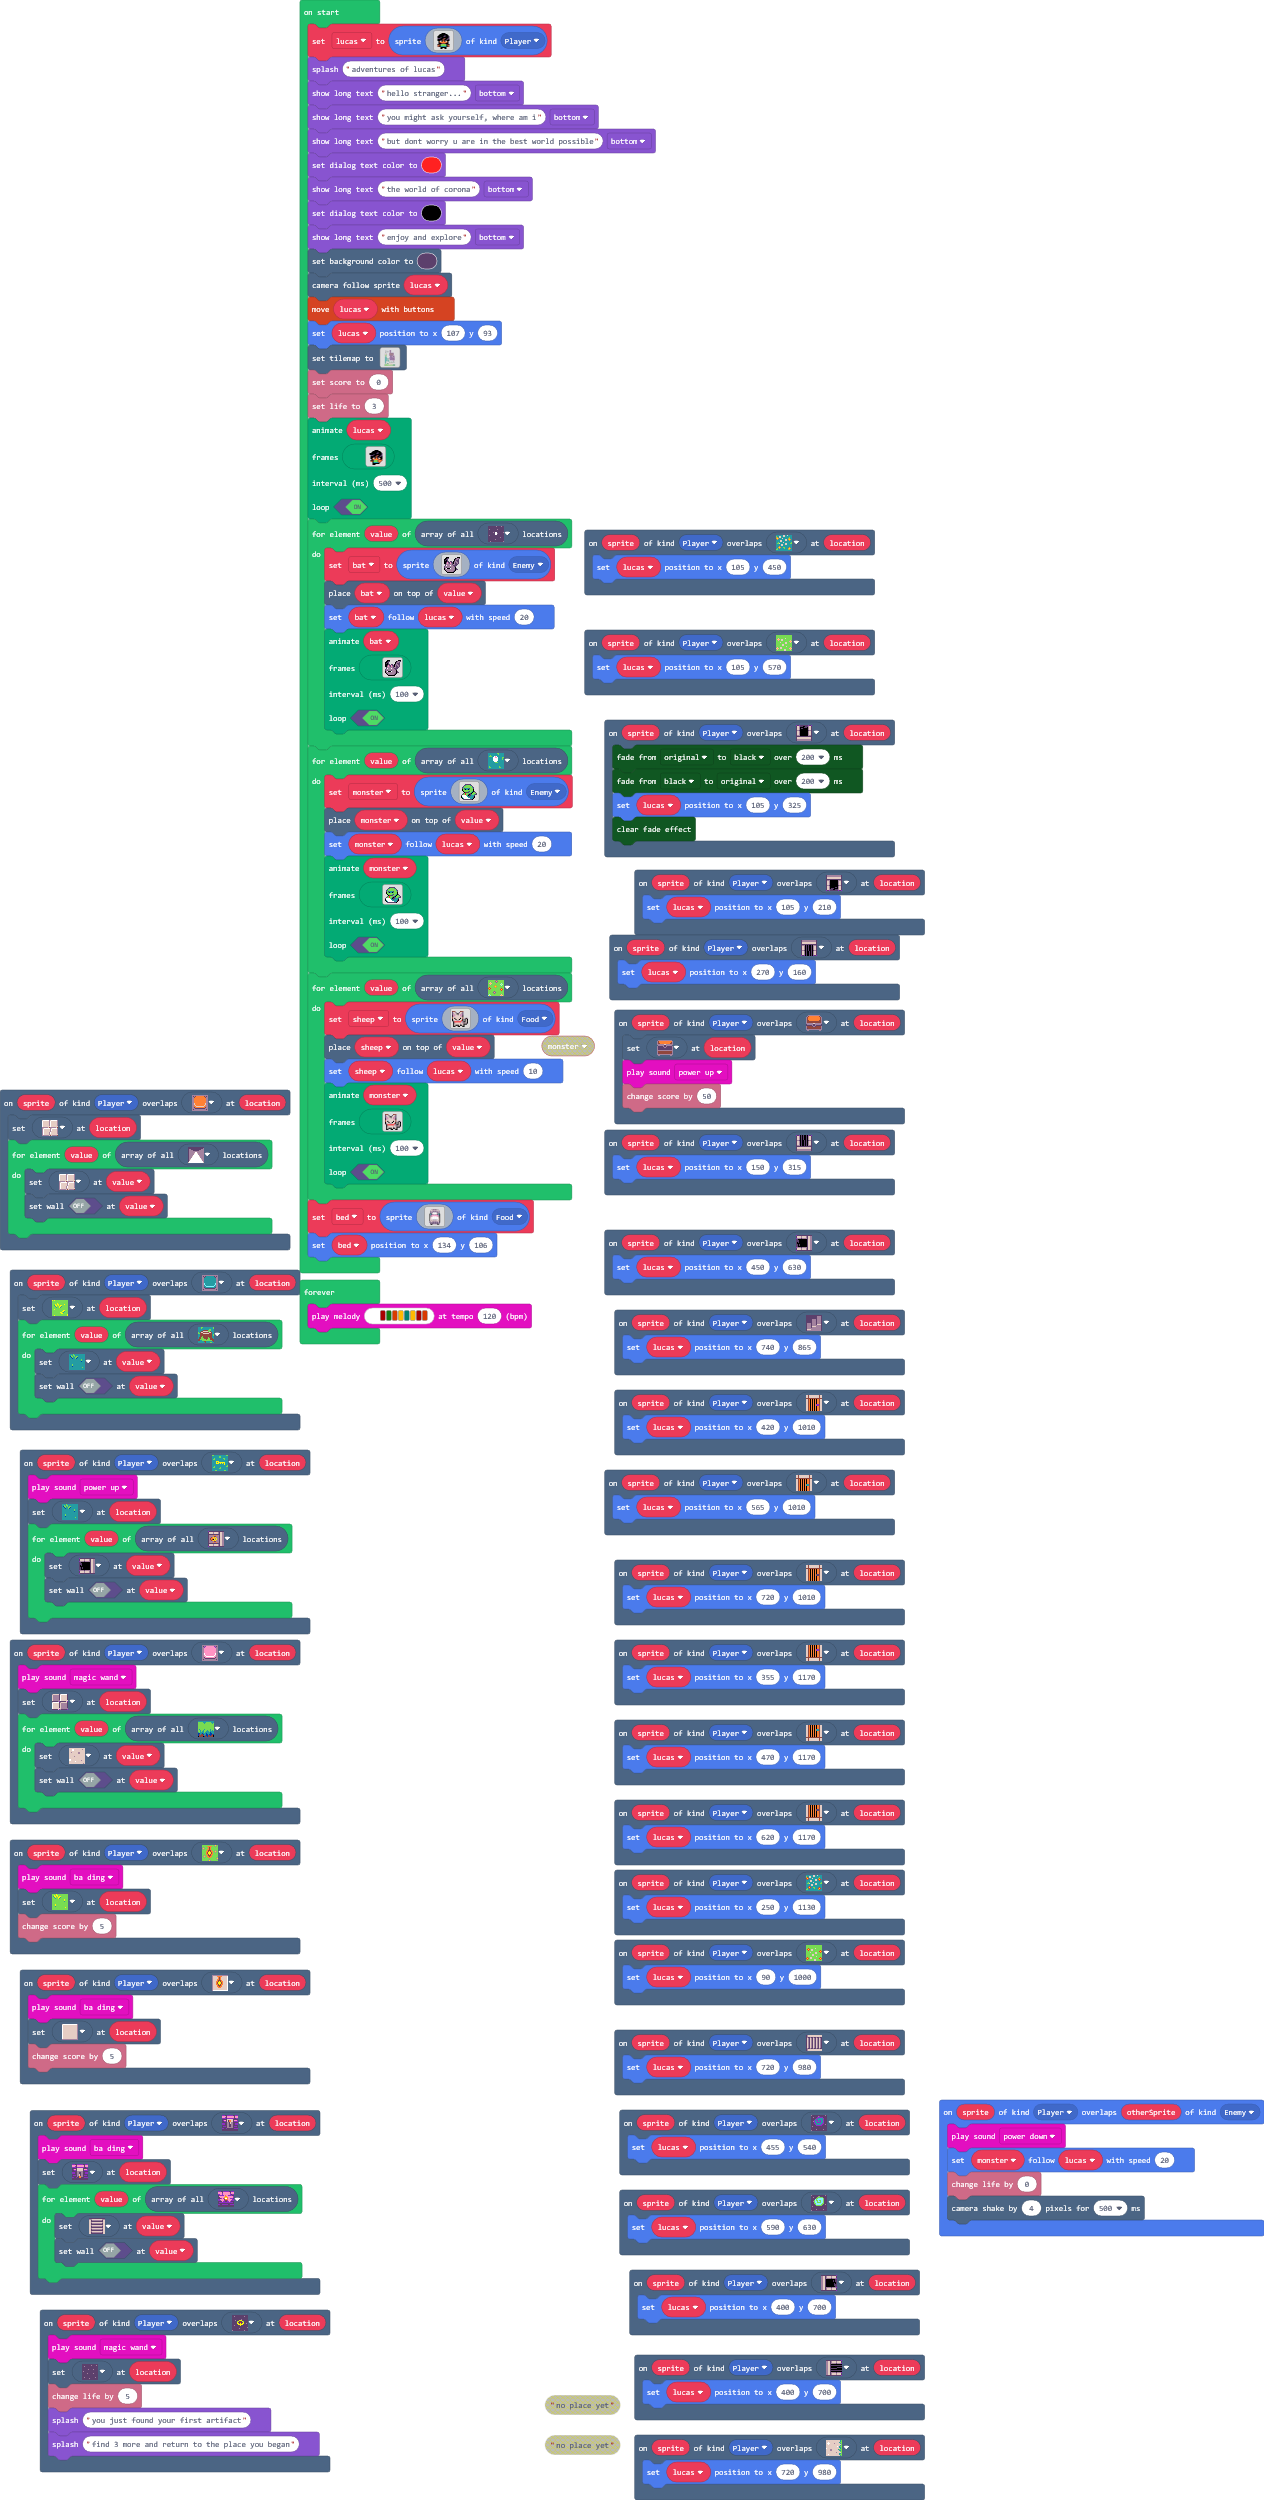 on start
set lucas to sprite of kind Player
splash "adventures of lucas"
show long text "hello stranger..." bottom
show long text "you might ask yourself, where am i" bottom
show long text "but dont worry u are in the best world possible" bottom
set dialog text color to
show long text "the world of corona" bottom
set dialog text color to
show long text "enjoy and explore" bottom
set background color to
camera follow sprite lucas
move lucas with buttons
set lucas position to x 107 y 93
set tilemap to
set score to 0
set life to 3
animate lucas
frames
interval (ms) 500
loop ON
for element value of array of all locations
do
set bat to sprite of kind Enemy
place bat on top of value
set bat follow lucas with speed 20
animate bat
frames
interval (ms) 100
loop ON
for element value of array of all locations
do
set monster to sprite of kind Enemy
place monster on top of value
set monster follow lucas with speed 20
animate monster
frames
interval (ms) 100
loop ON
for element value of array of all locations
do
set sheep to sprite of kind Food
place sheep on top of value
set sheep follow lucas with speed 10
animate monster
frames
interval (ms) 100
loop ON
set bed to sprite of kind Food
set bed position to x 134 y 106
forever
play melody at tempo 120 (bpm)
monster
on sprite of kind Player overlaps at location
set at location
for element value of array of all locations
do
set at value
set wall OFF at value
on sprite of kind Player overlaps at location
set at location
for element value of array of all locations
do
set at value
set wall OFF at value
on sprite of kind Player overlaps at location
play sound power up
set at location
for element value of array of all locations
do
set at value
set wall OFF at value
on sprite of kind Player overlaps at location
play sound magic wand
set at location
for element value of array of all locations
do
set at value
set wall OFF at value
on sprite of kind Player overlaps at location
play sound ba ding
set at location
change score by 5
on sprite of kind Player overlaps at location
play sound ba ding
set at location
change score by 5
on sprite of kind Player overlaps at location
play sound ba ding
set at location
for element value of array of all locations
do
set at value
set wall OFF at value
on sprite of kind Player overlaps at location
play sound magic wand
set at location
change life by 5
splash "you just found your first artifact"
splash "find 3 more and return to the place you began"
on sprite of kind Player overlaps at location
set lucas position to x 105 y 450
on sprite of kind Player overlaps at location
set lucas position to x 105 y 570
on sprite of kind Player overlaps at location
fade from original to black over 200 ms
fade from black to original over 200 ms
set lucas position to x 105 y 325
clear fade effect
on sprite of kind Player overlaps at location
set lucas position to x 105 y 210
on sprite of kind Player overlaps at location
set lucas position to x 270 y 160
on sprite of kind Player overlaps at location
set at location
play sound power up
change score by 50
on sprite of kind Player overlaps at location
set lucas position to x 150 y 315
on sprite of kind Player overlaps at location
set lucas position to x 450 y 630
on sprite of kind Player overlaps at location
set lucas position to x 740 y 865
on sprite of kind Player overlaps at location
set lucas position to x 420 y 1010
on sprite of kind Player overlaps at location
set lucas position to x 565 y 1010
on sprite of kind Player overlaps at location
set lucas position to x 720 y 1010
on sprite of kind Player overlaps at location
set lucas position to x 355 y 1170
on sprite of kind Player overlaps at location
set lucas position to x 470 y 1170
on sprite of kind Player overlaps at location
set lucas position to x 620 y 1170
on sprite of kind Player overlaps at location
set lucas position to x 250 y 1130
on sprite of kind Player overlaps at location
set lucas position to x 90 y 1000
on sprite of kind Player overlaps at location
set lucas position to x 720 y 980
on sprite of kind Player overlaps at location
set lucas position to x 455 y 540
on sprite of kind Player overlaps at location
set lucas position to x 590 y 630
on sprite of kind Player overlaps at location
set lucas position to x 400 y 700
on sprite of kind Player overlaps at location
set lucas position to x 400 y 700
"no place yet"
on sprite of kind Player overlaps at location
set lucas position to x 720 y 980
"no place yet"
on sprite of kind Player overlaps otherSprite of kind Enemy
play sound power down
set monster follow lucas with speed 20
change life by 0
camera shake by 4 pixels for 500 ms